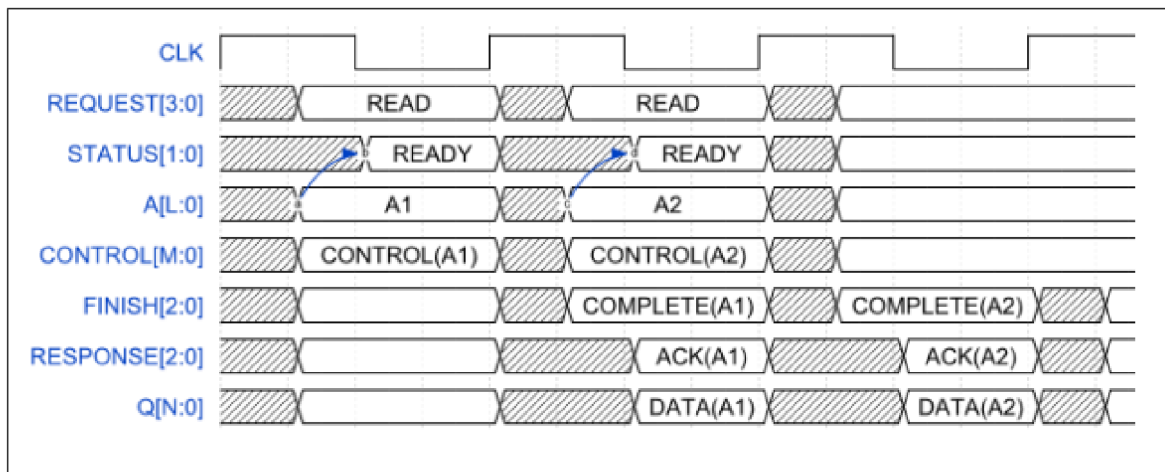 CLK
REQUEST[3:0] READ READ
STATUS[1:0] b READY d READY
A[L:0] a A1 c A2
CONTROL[M:0] CONTROL(A1) CONTROL(A2)
FINISH[2:0] COMPLETE(A1) COMPLETE(A2)
RESPONSE[2:0] ACK(A1) ACK(A2)
Q[N:0] DATA(A1) DATA(A2)